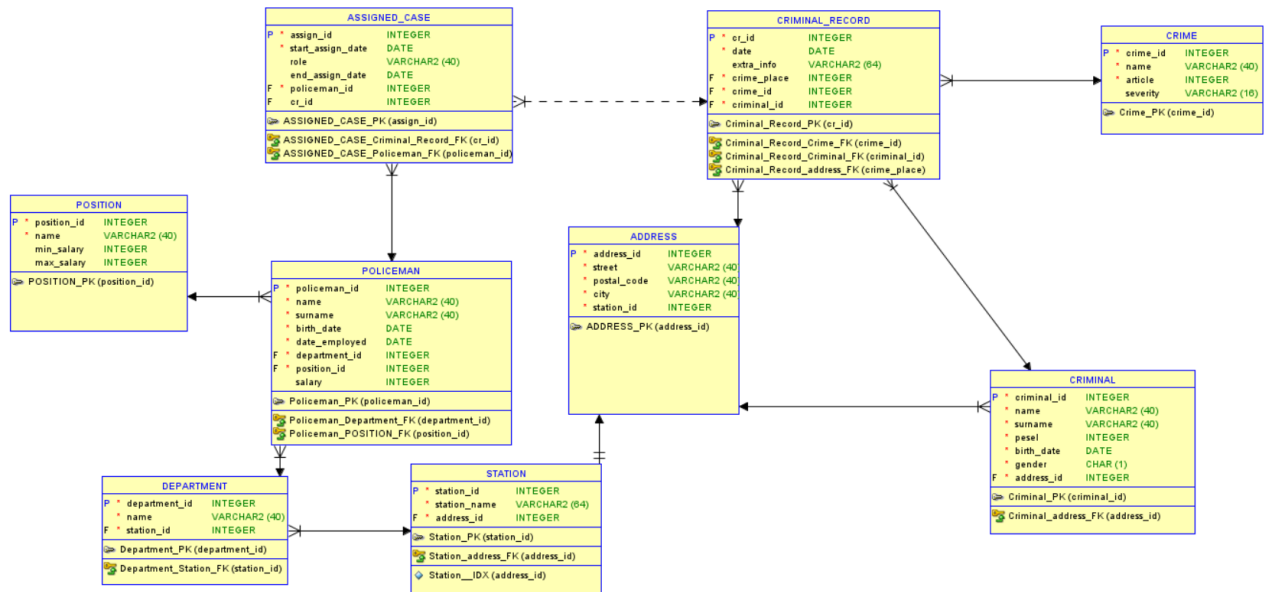 ASSIGNED_CASE
P * assign_id INTEGER
* start_assign_date DATE
role VARCHAR2 (40)
end_assign_date DATE
F * policeman_id INTEGER
F cr_id INTEGER
ASSIGNED_CASE_PK (assign_id)
ASSIGNED_CASE_Criminal_Record_FK (cr_id)
ASSIGNED_CASE_Policeman_FK (policeman_id)
CRIMINAL_RECORD
P * cr_id INTEGER
* date DATE
extra_info VARCHAR2 (64)
F * crime_place INTEGER
F * crime_id INTEGER
F * criminal_id INTEGER
Criminal_Record_PK (cr_id)
Criminal_Record_Crime_FK (crime_id)
Criminal_Record_Criminal_FK (criminal_id)
Criminal_Record_address_FK (crime_place)
CRIME
P * crime_id INTEGER
* name VARCHAR2 (40)
* article INTEGER
severity VARCHAR2 (16)
Crime_PK (crime_id)
POSITION
P * position_id INTEGER
* name VARCHAR2 (40)
min_salary INTEGER
max_salary INTEGER
POSITION_PK (position_id)
POLICEMAN
P * policeman_id INTEGER
* name VARCHAR2 (40)
* surname VARCHAR2 (40)
* birth_date DATE
* date_employed DATE
F * department_id INTEGER
F * position_id INTEGER
salary INTEGER
Policeman_PK (policeman_id)
Policeman_Department_FK (department_id)
Policeman_POSITION_FK (position_id)
ADDRESS
P * address_id INTEGER
* street VARCHAR2 (40
* postal_code VARCHAR2 (40
* city VARCHAR2 (40
* station_id INTEGER
ADDRESS_PK (address_id)
CRIMINAL
P * criminal_id INTEGER
* name VARCHAR2 (40)
* surname VARCHAR2 (40)
* pesel INTEGER
* birth_date DATE
* gender CHAR (1)
F * address_id INTEGER
Criminal_PK (criminal_id)
Criminal_address_FK (address_id)
DEPARTMENT
P * department_id INTEGER
* name VARCHAR2 (40)
F * station_id INTEGER
Department_PK (department_id)
Department_Station_FK (station_id)
STATION
P * station_id INTEGER
* station_name VARCHAR2 (64)
F * address_id INTEGER
Station_PK (station_id)
Station_address_FK (address_id)
Station__IDX (address_id)